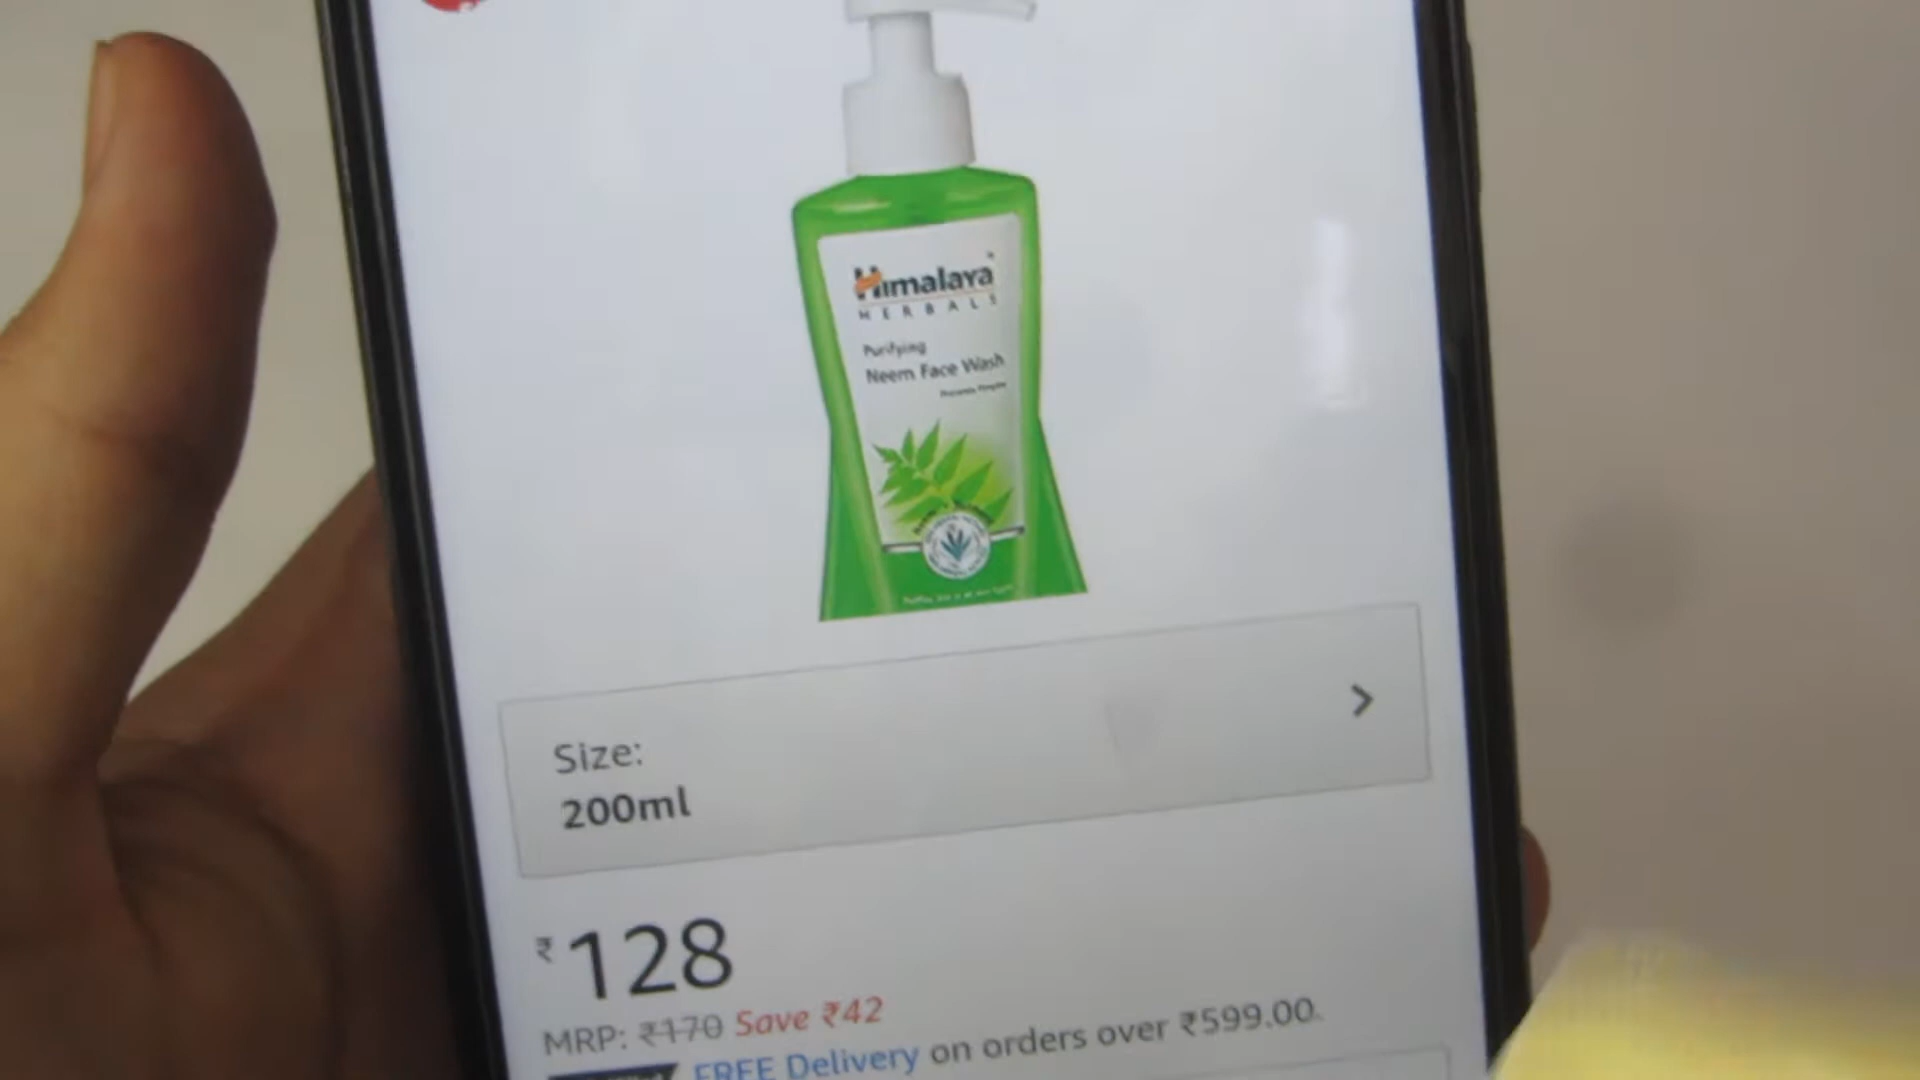 Himalaya
HERBALS
Purifying
Neem Face Wash
Size:
200ml
₹128
MRP: ₹170 Save ₹42
FREE Delivery on orders over ₹599.00.